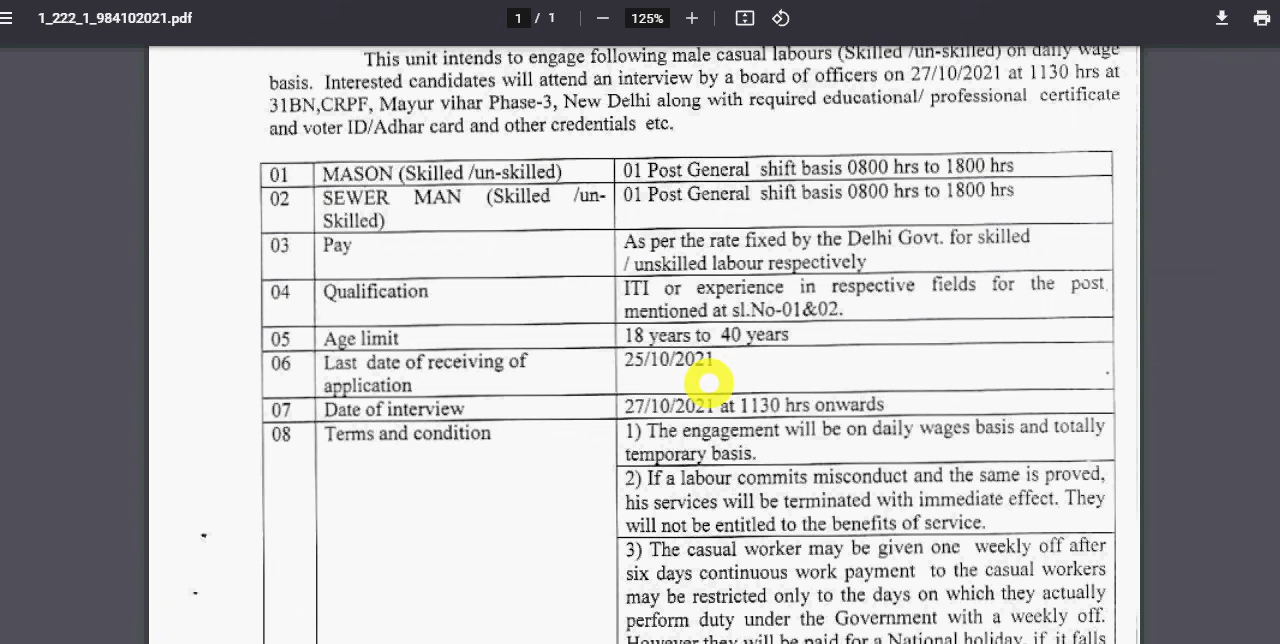 1_222_1_984102021.pdf
1 / 1
125%
This unit intends to engage following male casual labours (Skilled /un-skilled) on daily wage
basis. Interested candidates will attend an interview by a board of officers on 27/10/2021 at 1130 hrs at
31BN,CRPF, Mayur vihar Phase-3, New Delhi along with required educational/ professional certificate
and voter ID/Adhar card and other credentials etc.
01 MASON (Skilled /un-skilled) 01 Post General shift basis 0800 hrs to 1800 hrs
02 SEWER MAN (Skilled /un- 01 Post General shift basis 0800 hrs to 1800 hrs
Skilled)
03 Pay As per the rate fixed by the Delhi Govt. for skilled
/ unskilled labour respectively
04 Qualification ITI or experience in respective fields for the post
mentioned at sl.No-01&02.
05 Age limit 18 years to 40 years
06 Last date of receiving of 25/10/2021
application
07 Date of interview 27/10/2021 at 1130 hrs onwards
08 Terms and condition 1) The engagement will be on daily wages basis and totally
temporary basis.
2) If a labour commits misconduct and the same is proved,
his services will be terminated with immediate effect. They
will not be entitled to the benefits of service.
3) The casual worker may be given one weekly off after
six days continuous work payment to the casual workers
may be restricted only to the days on which they actually
perform duty under the Government with a weekly off.
However they will be paid for a National holiday, if it falls